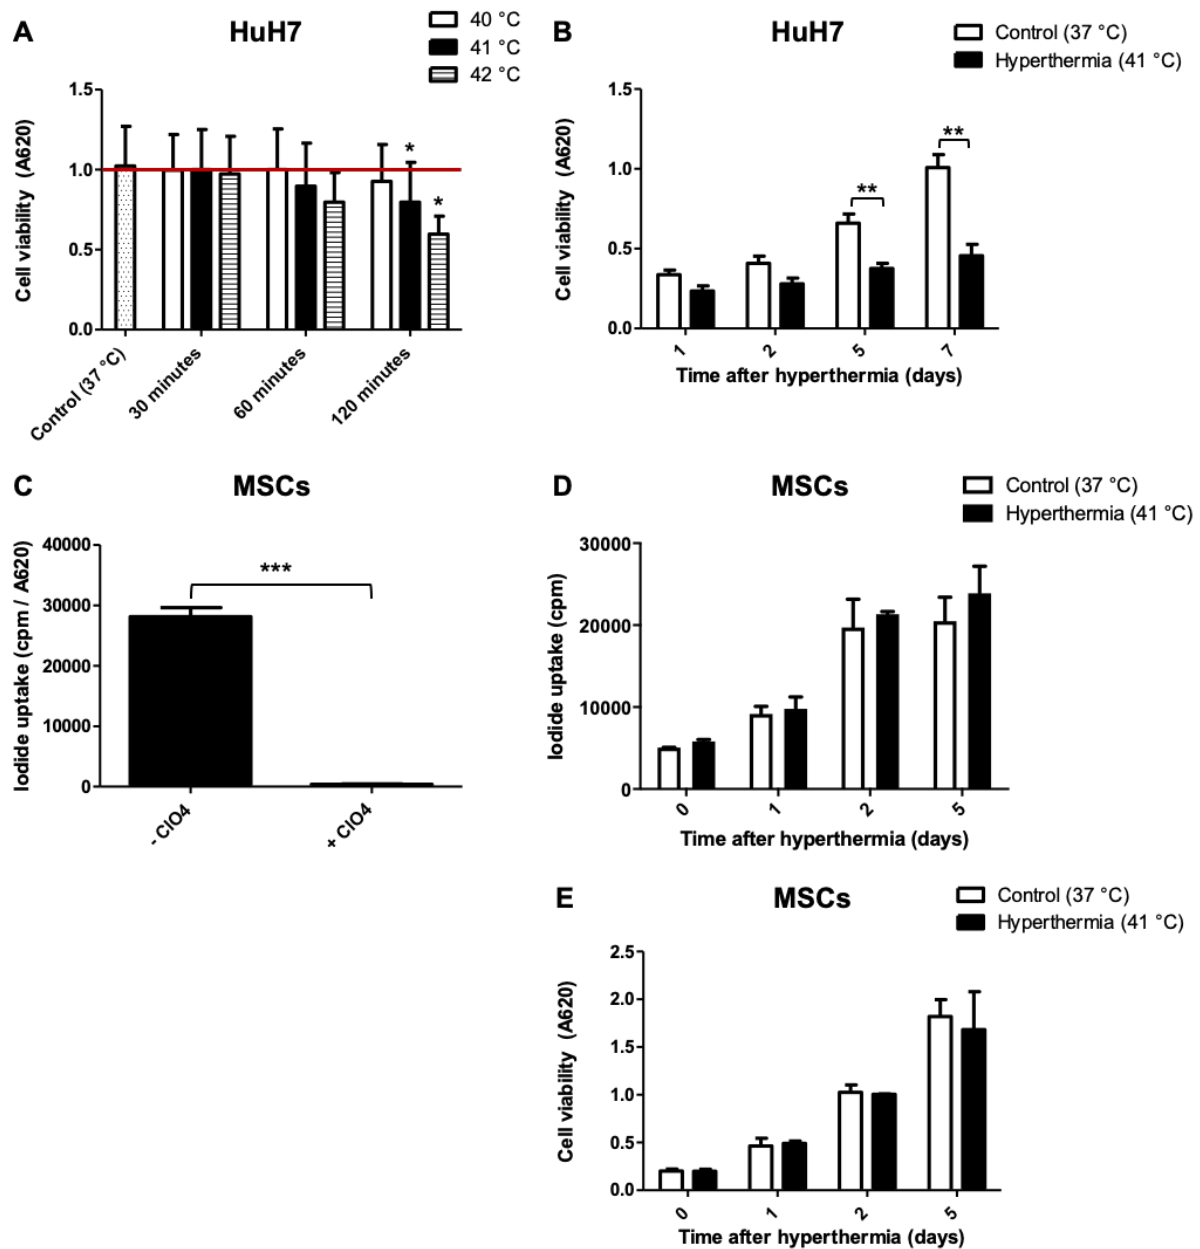 A
HuH7
40 °C
41 °C
42 °C
Cell viability (A620)
1.5
1.0
0.5
0.0
*
*
Control (37 °C)
30 minutes
60 minutes
120 minutes
B
HuH7
Control (37 °C)
Hyperthermia (41 °C)
Cell viability (A620)
1.5
1.0
0.5
0.0
**
**
1
2
5
7
Time after hyperthermia (days)
C
MSCs
Iodide uptake (cpm / A620)
40000
30000
20000
10000
0
***
- ClO4
+ ClO4
D
MSCs
Control (37 °C)
Hyperthermia (41 °C)
Iodide uptake (cpm)
30000
20000
10000
0
0
1
2
5
Time after hyperthermia (days)
E
MSCs
Control (37 °C)
Hyperthermia (41 °C)
Cell viability (A620)
2.5
2.0
1.5
1.0
0.5
0.0
0
1
2
5
Time after hyperthermia (days)